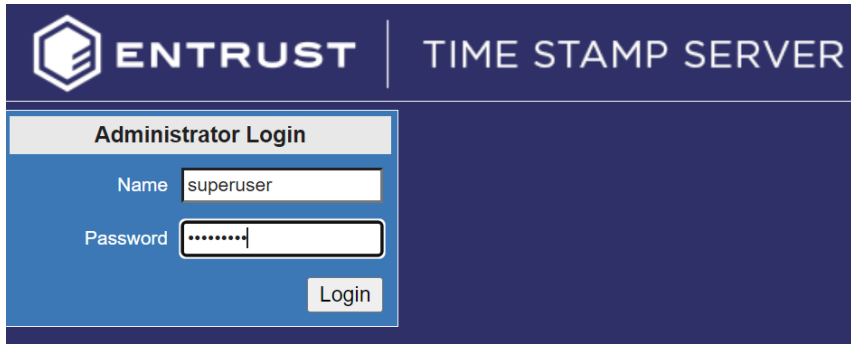 ENTRUST TIME STAMP SERVER
Administrator Login
Name superuser
Password •••••••••
Login